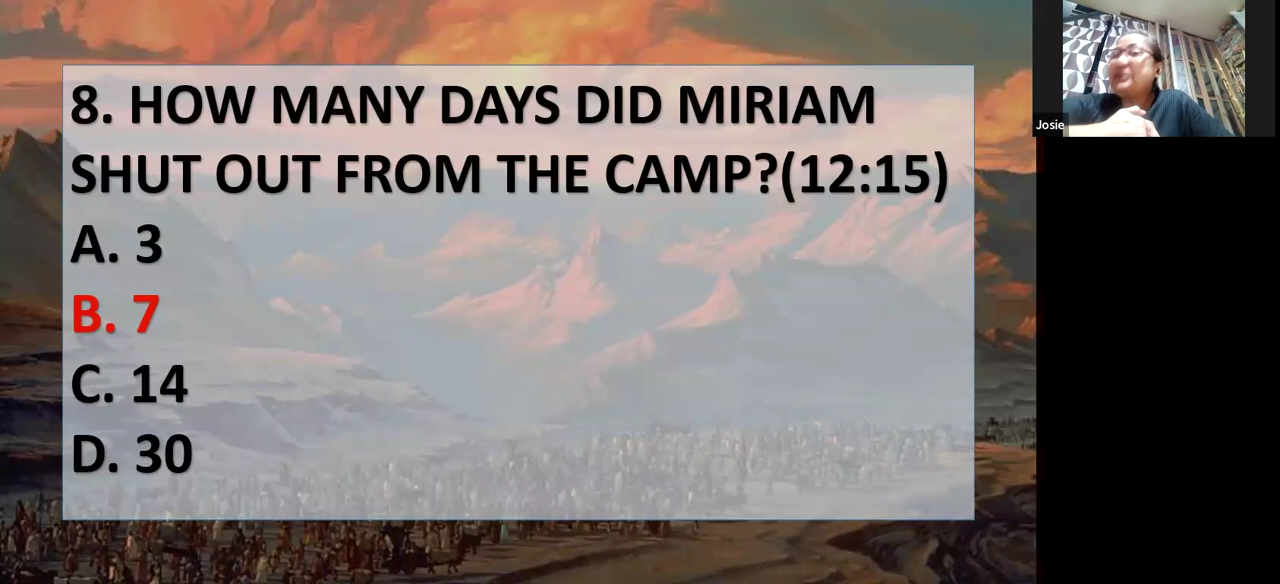 8. HOW MANY DAYS DID MIRIAM
SHUT OUT FROM THE CAMP?(12:15)
A. 3
B. 7
C. 14
D. 30
Josie